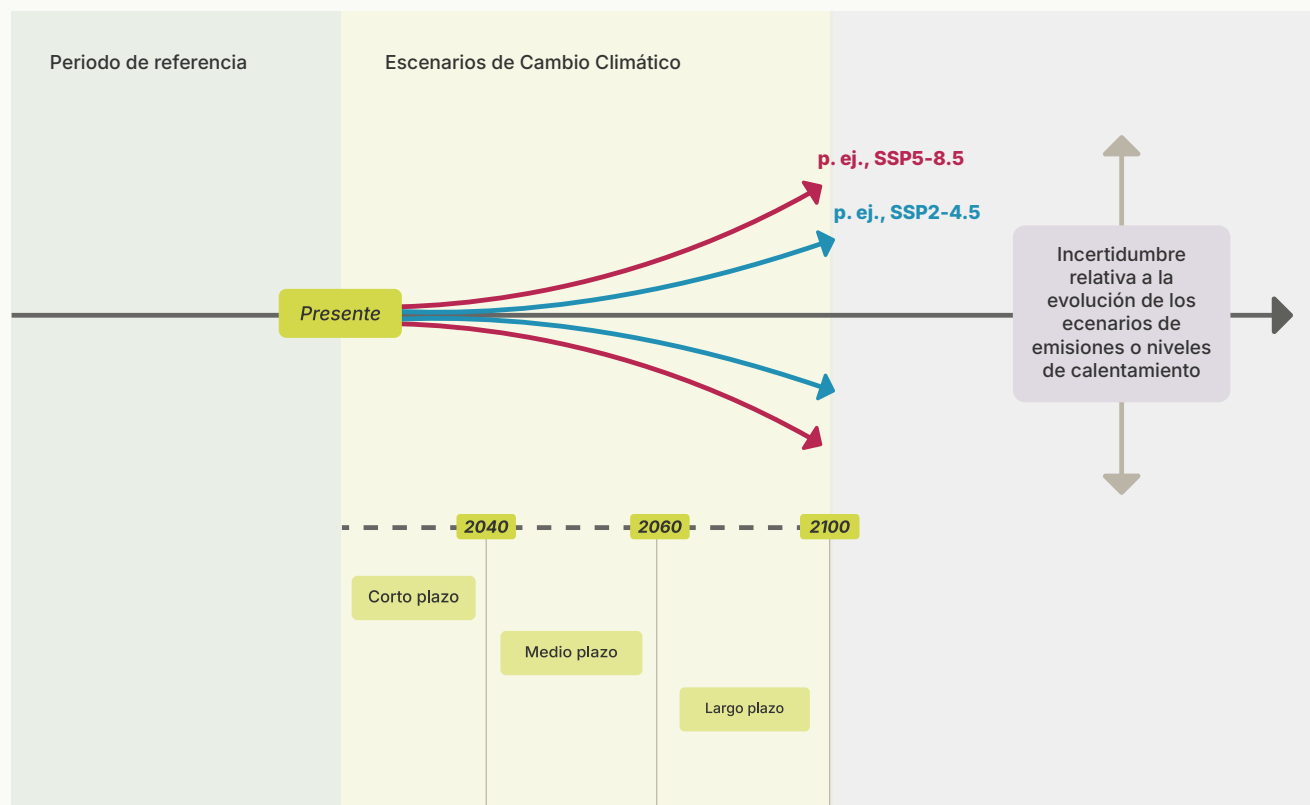 Periodo de referencia
Escenarios de Cambio Climático
p. ej., SSP5-8.5
p. ej., SSP2-4.5
Presente
Incertidumbre
relativa a la
evolución de los
ecenarios de
emisiones o niveles
de calentamiento
2040
2060
2100
Corto plazo
Medio plazo
Largo plazo